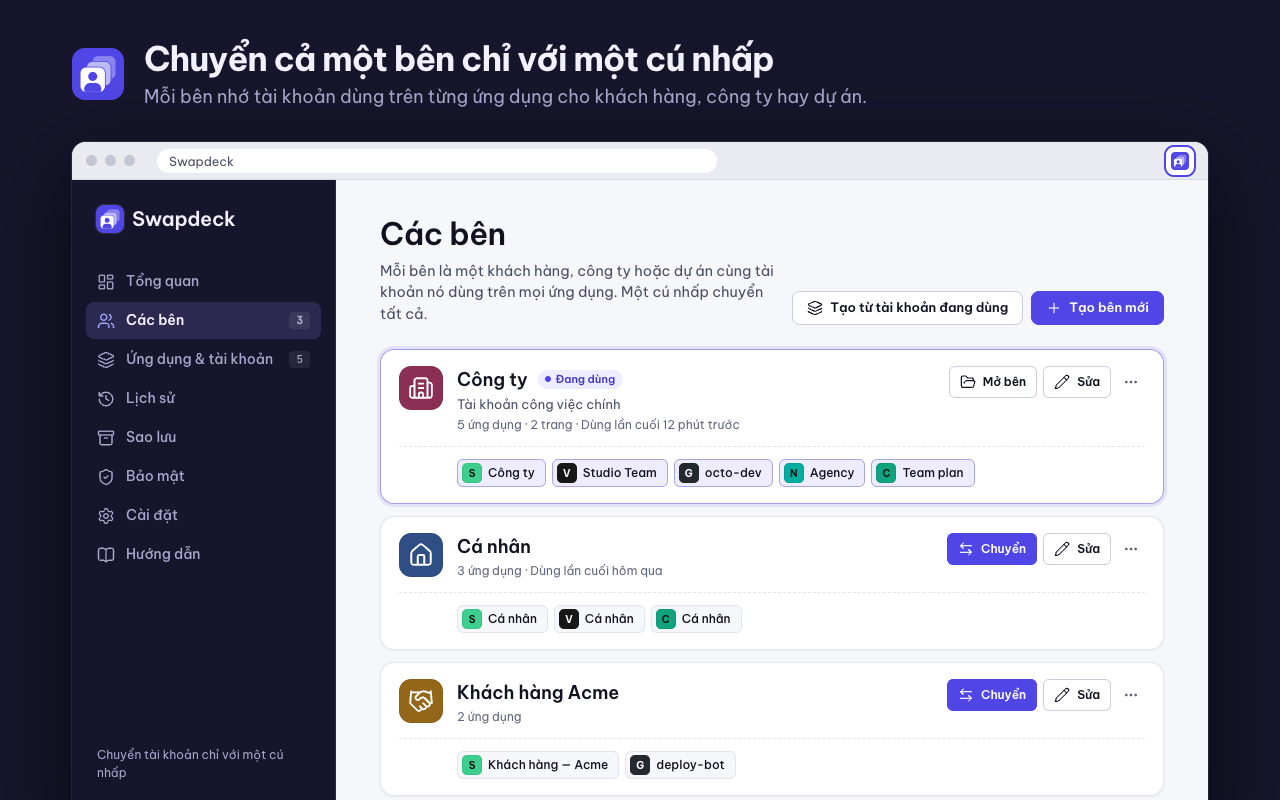 Chuyển cả một bên chỉ với một cú nhấp
Mỗi bên nhớ tài khoản dùng trên từng ứng dụng cho khách hàng, công ty hay dự án.
Swapdeck
Swapdeck
Tổng quan
Các bên 3
Ứng dụng & tài khoản 5
Lịch sử
Sao lưu
Bảo mật
Cài đặt
Hướng dẫn
Chuyển tài khoản chỉ với một cú
nhấp
Các bên
Mỗi bên là một khách hàng, công ty hoặc dự án cùng tài
khoản nó dùng trên mọi ứng dụng. Một cú nhấp chuyển
tất cả.
Tạo từ tài khoản đang dùng
Tạo bên mới
Công ty
Đang dùng
Mở bên
Sửa
Tài khoản công việc chính
5 ứng dụng · 2 trang · Dùng lần cuối 12 phút trước
S Công ty
V Studio Team
G octo-dev
N Agency
C Team plan
Cá nhân
Chuyển
Sửa
3 ứng dụng · Dùng lần cuối hôm qua
S Cá nhân
V Cá nhân
C Cá nhân
Khách hàng Acme
Chuyển
Sửa
2 ứng dụng
S Khách hàng — Acme
G deploy-bot